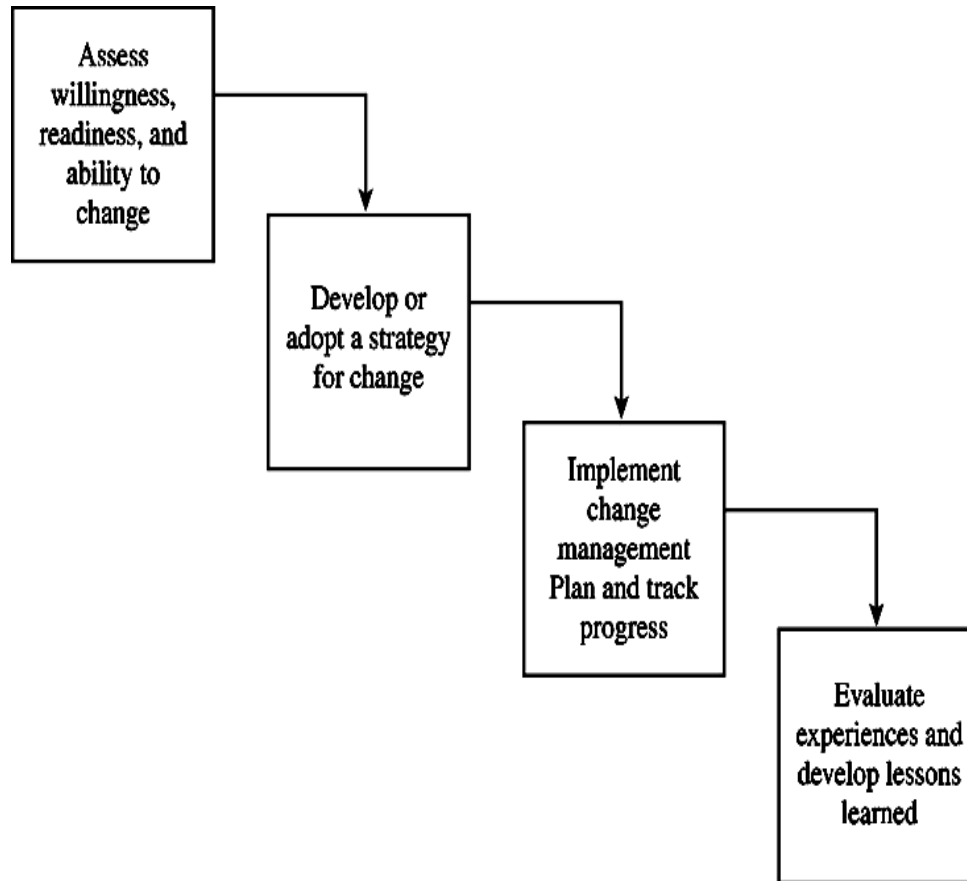 Assess
willingness,
readiness, and
ability to
change
Develop or
adopt a strategy
for change
Implement
change
management
Plan and track
progress
Evaluate
experiences and
develop lessons
learned